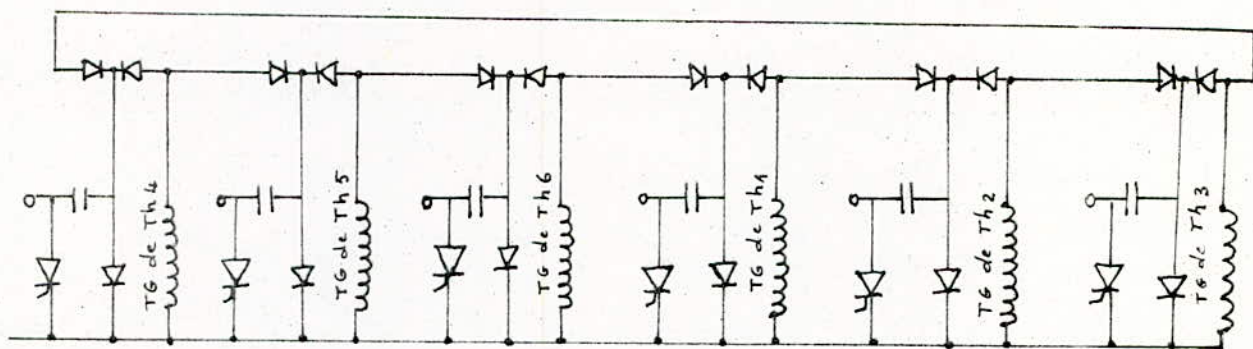 TG de Th4
TG de Th5
TG de Th6
TG de Th1
TG de Th2
TG de Th3